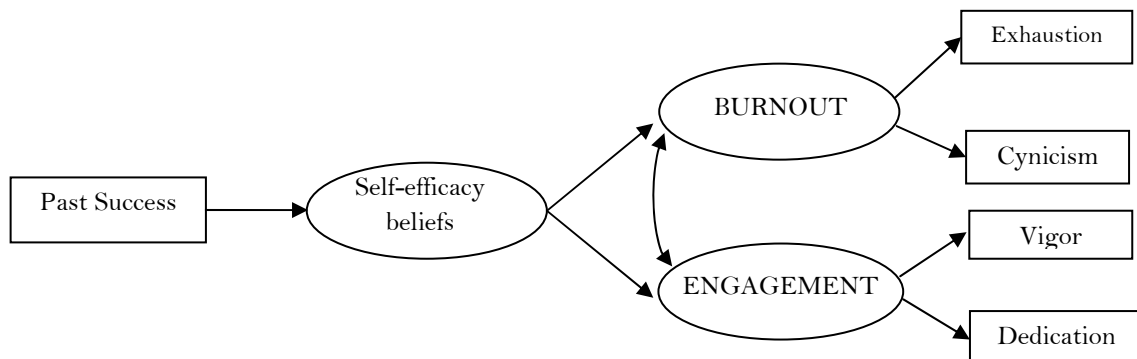 Past Success
Self-efficacy
beliefs
BURNOUT
ENGAGEMENT
Exhaustion
Cynicism
Vigor
Dedication